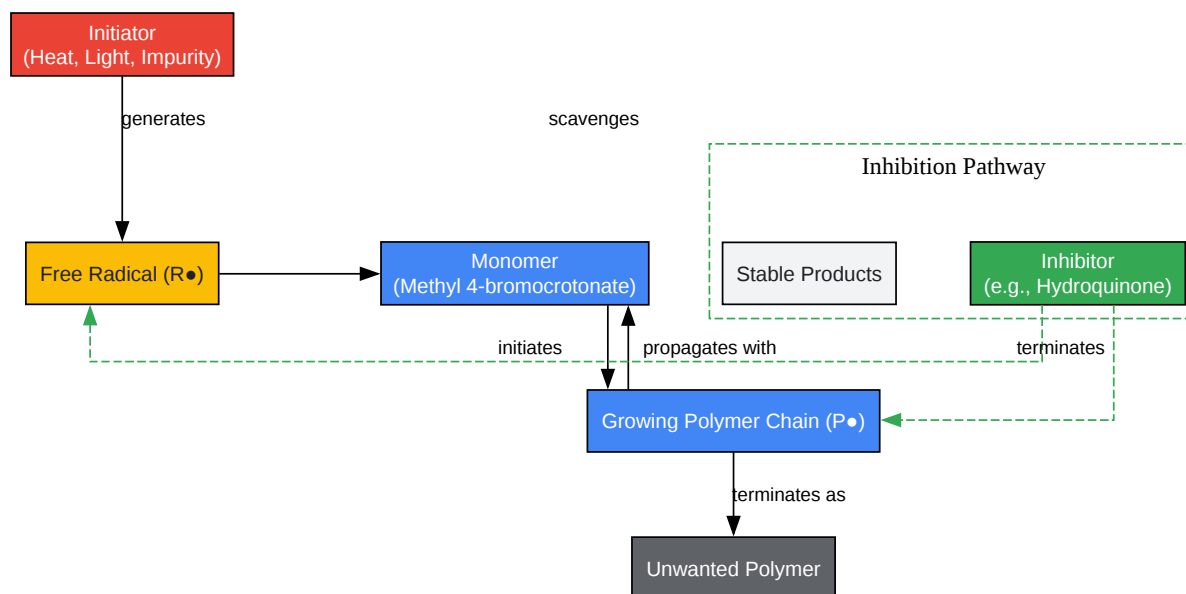 Initiator
(Heat, Light, Impurity)
generates
scavenges
Inhibition Pathway
Free Radical (R●)
Monomer
(Methyl 4-bromocrotonate)
Stable Products
Inhibitor
(e.g., Hydroquinone)
initiates
propagates with
terminates
Growing Polymer Chain (P●)
terminates as
Unwanted Polymer